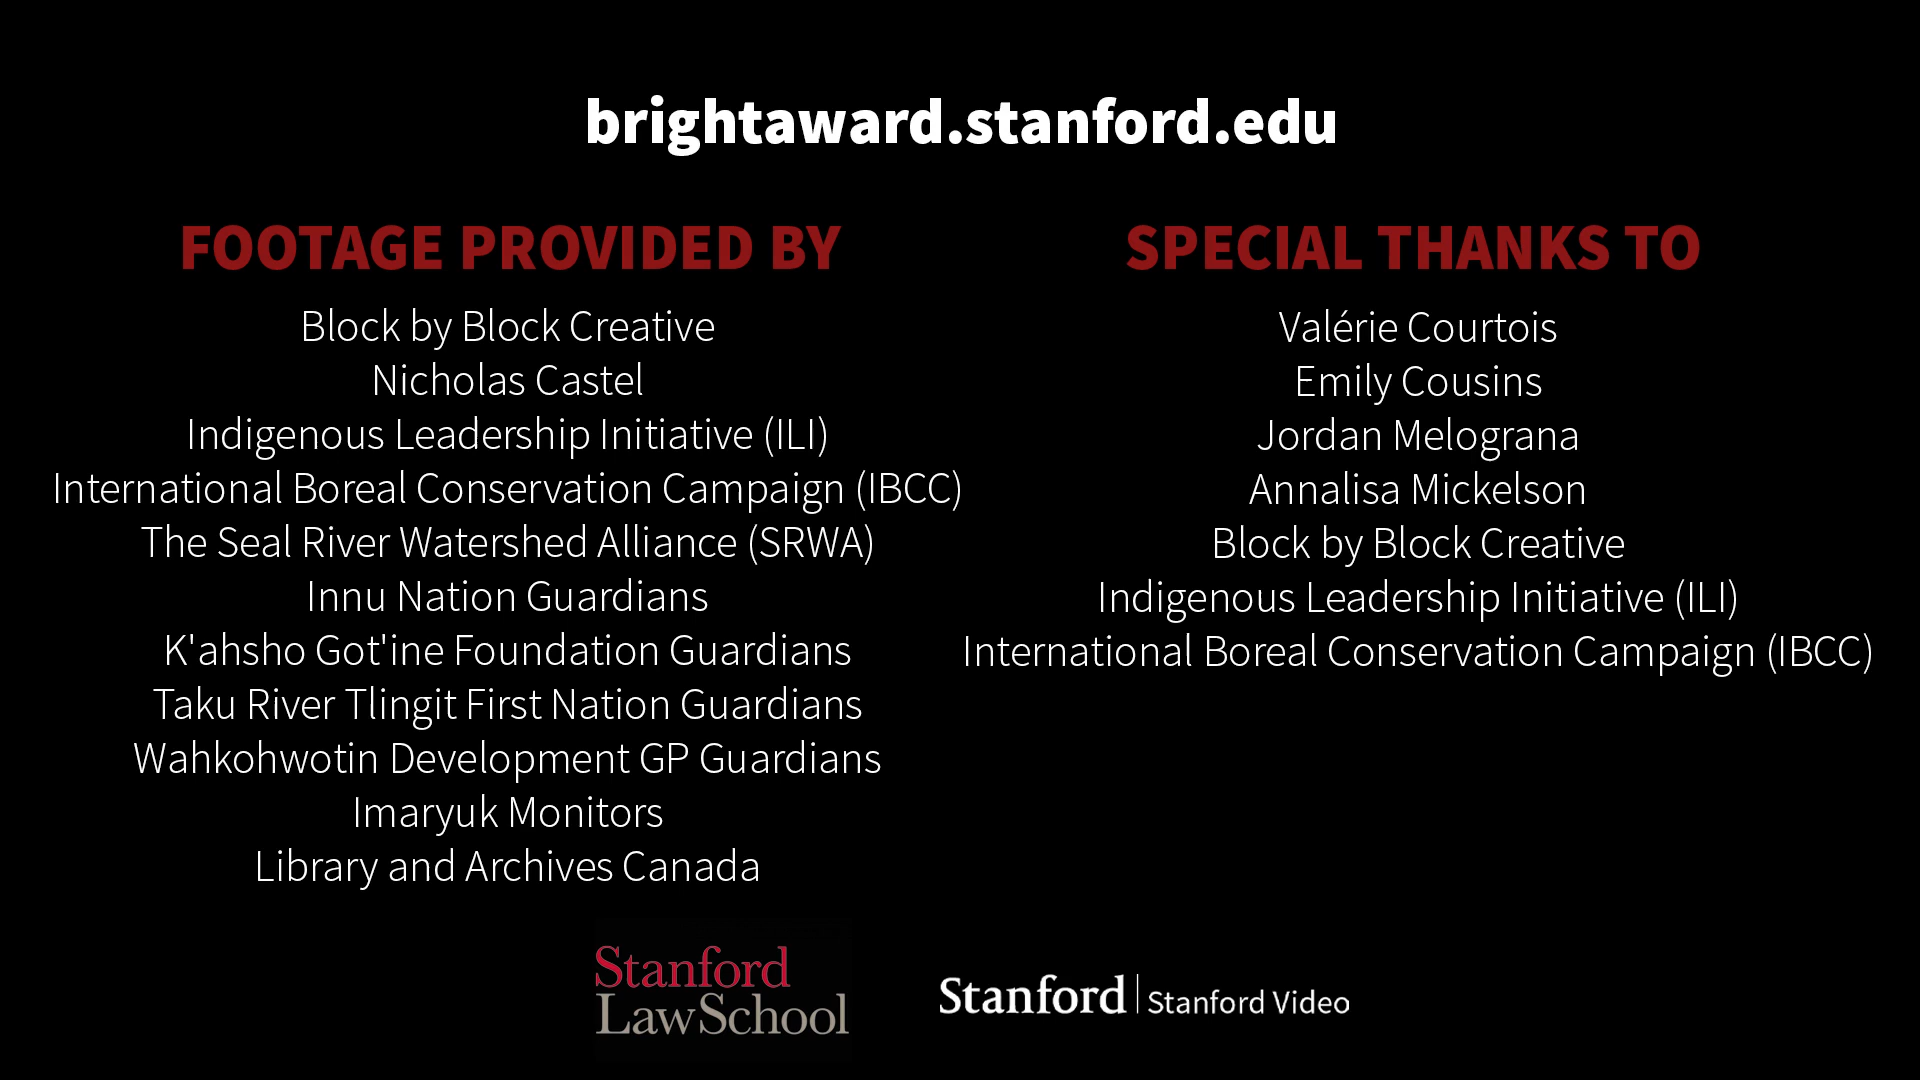 brightaward.stanford.edu
FOOTAGE PROVIDED BY
Block by Block Creative
Nicholas Castel
Indigenous Leadership Initiative (ILI)
International Boreal Conservation Campaign (IBCC)
The Seal River Watershed Alliance (SRWA)
Innu Nation Guardians
K'ahsho Got'ine Foundation Guardians
Taku River Tlingit First Nation Guardians
Wahkohwotin Development GP Guardians
Imaryuk Monitors
Library and Archives Canada
SPECIAL THANKS TO
Valérie Courtois
Emily Cousins
Jordan Melograna
Annalisa Mickelson
Block by Block Creative
Indigenous Leadership Initiative (ILI)
International Boreal Conservation Campaign (IBCC)
Stanford
Law School
Stanford | Stanford Video